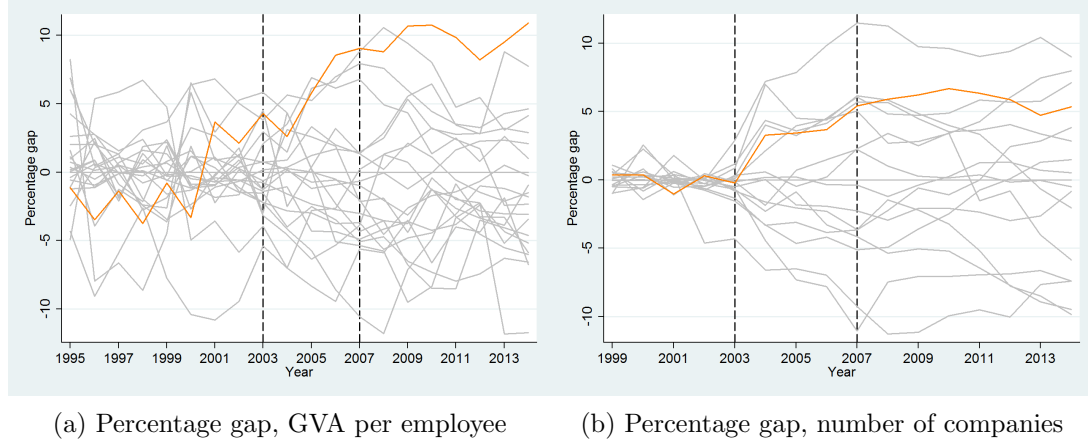 Percentage gap
10
5
0
-5
-10
1995 1997 1999 2001 2003 2005 2007 2009 2011 2013
Year
Percentage gap
10
5
0
-5
-10
1999 2001 2003 2005 2007 2009 2011 2013
Year
(a) Percentage gap, GVA per employee
(b) Percentage gap, number of companies